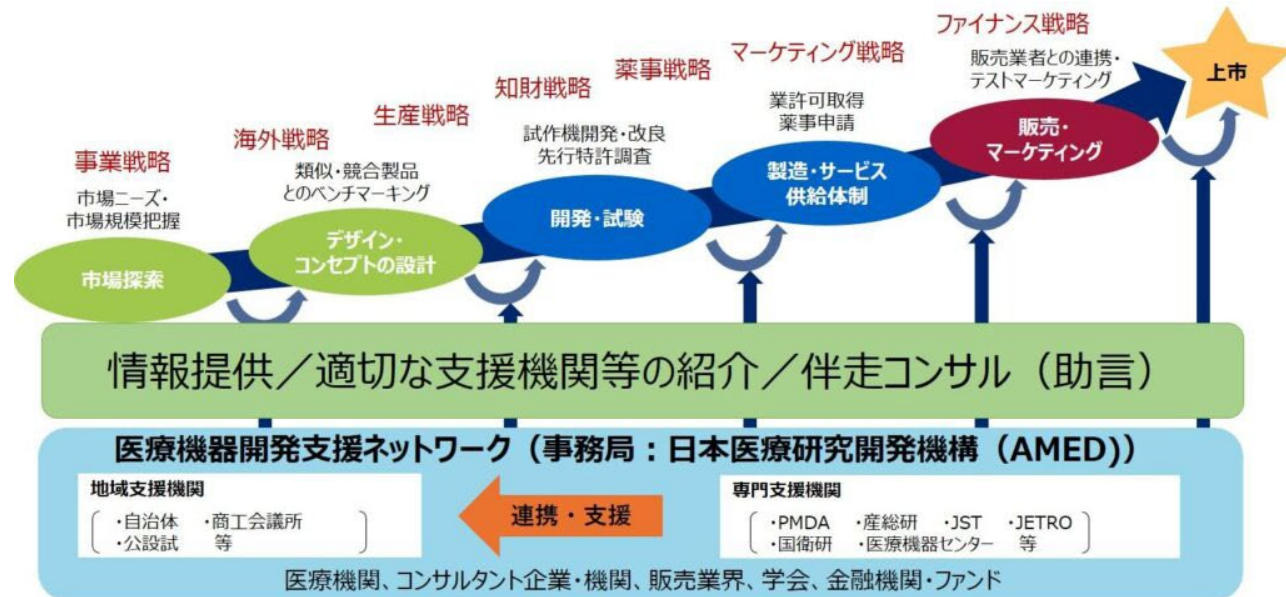 ファイナンス戦略
販売業者との連携・
テストマーケティング
上市
マーケティング戦略
薬事戦略
業許可取得
薬事申請
知財戦略
試作機開発・改良
先行特許調査
生産戦略
海外戦略
類似・競合製品
とのベンチマーキング
事業戦略
市場ニーズ・
市場規模把握
市場探索
デザイン・
コンセプトの設計
開発・試験
製造・サービス
供給体制
販売・
マーケティング
情報提供／適切な支援機関等の紹介／伴走コンサル（助言）
医療機器開発支援ネットワーク（事務局：日本医療研究開発機構（AMED)）
地域支援機関
・自治体 ・商工会議所
・公設試 等
連携・支援
専門支援機関
・PMDA ・産総研 ・JST ・JETRO
・国衛研 ・医療機器センター 等
医療機関、コンサルタント企業・機関、販売業界、学会、金融機関・ファンド